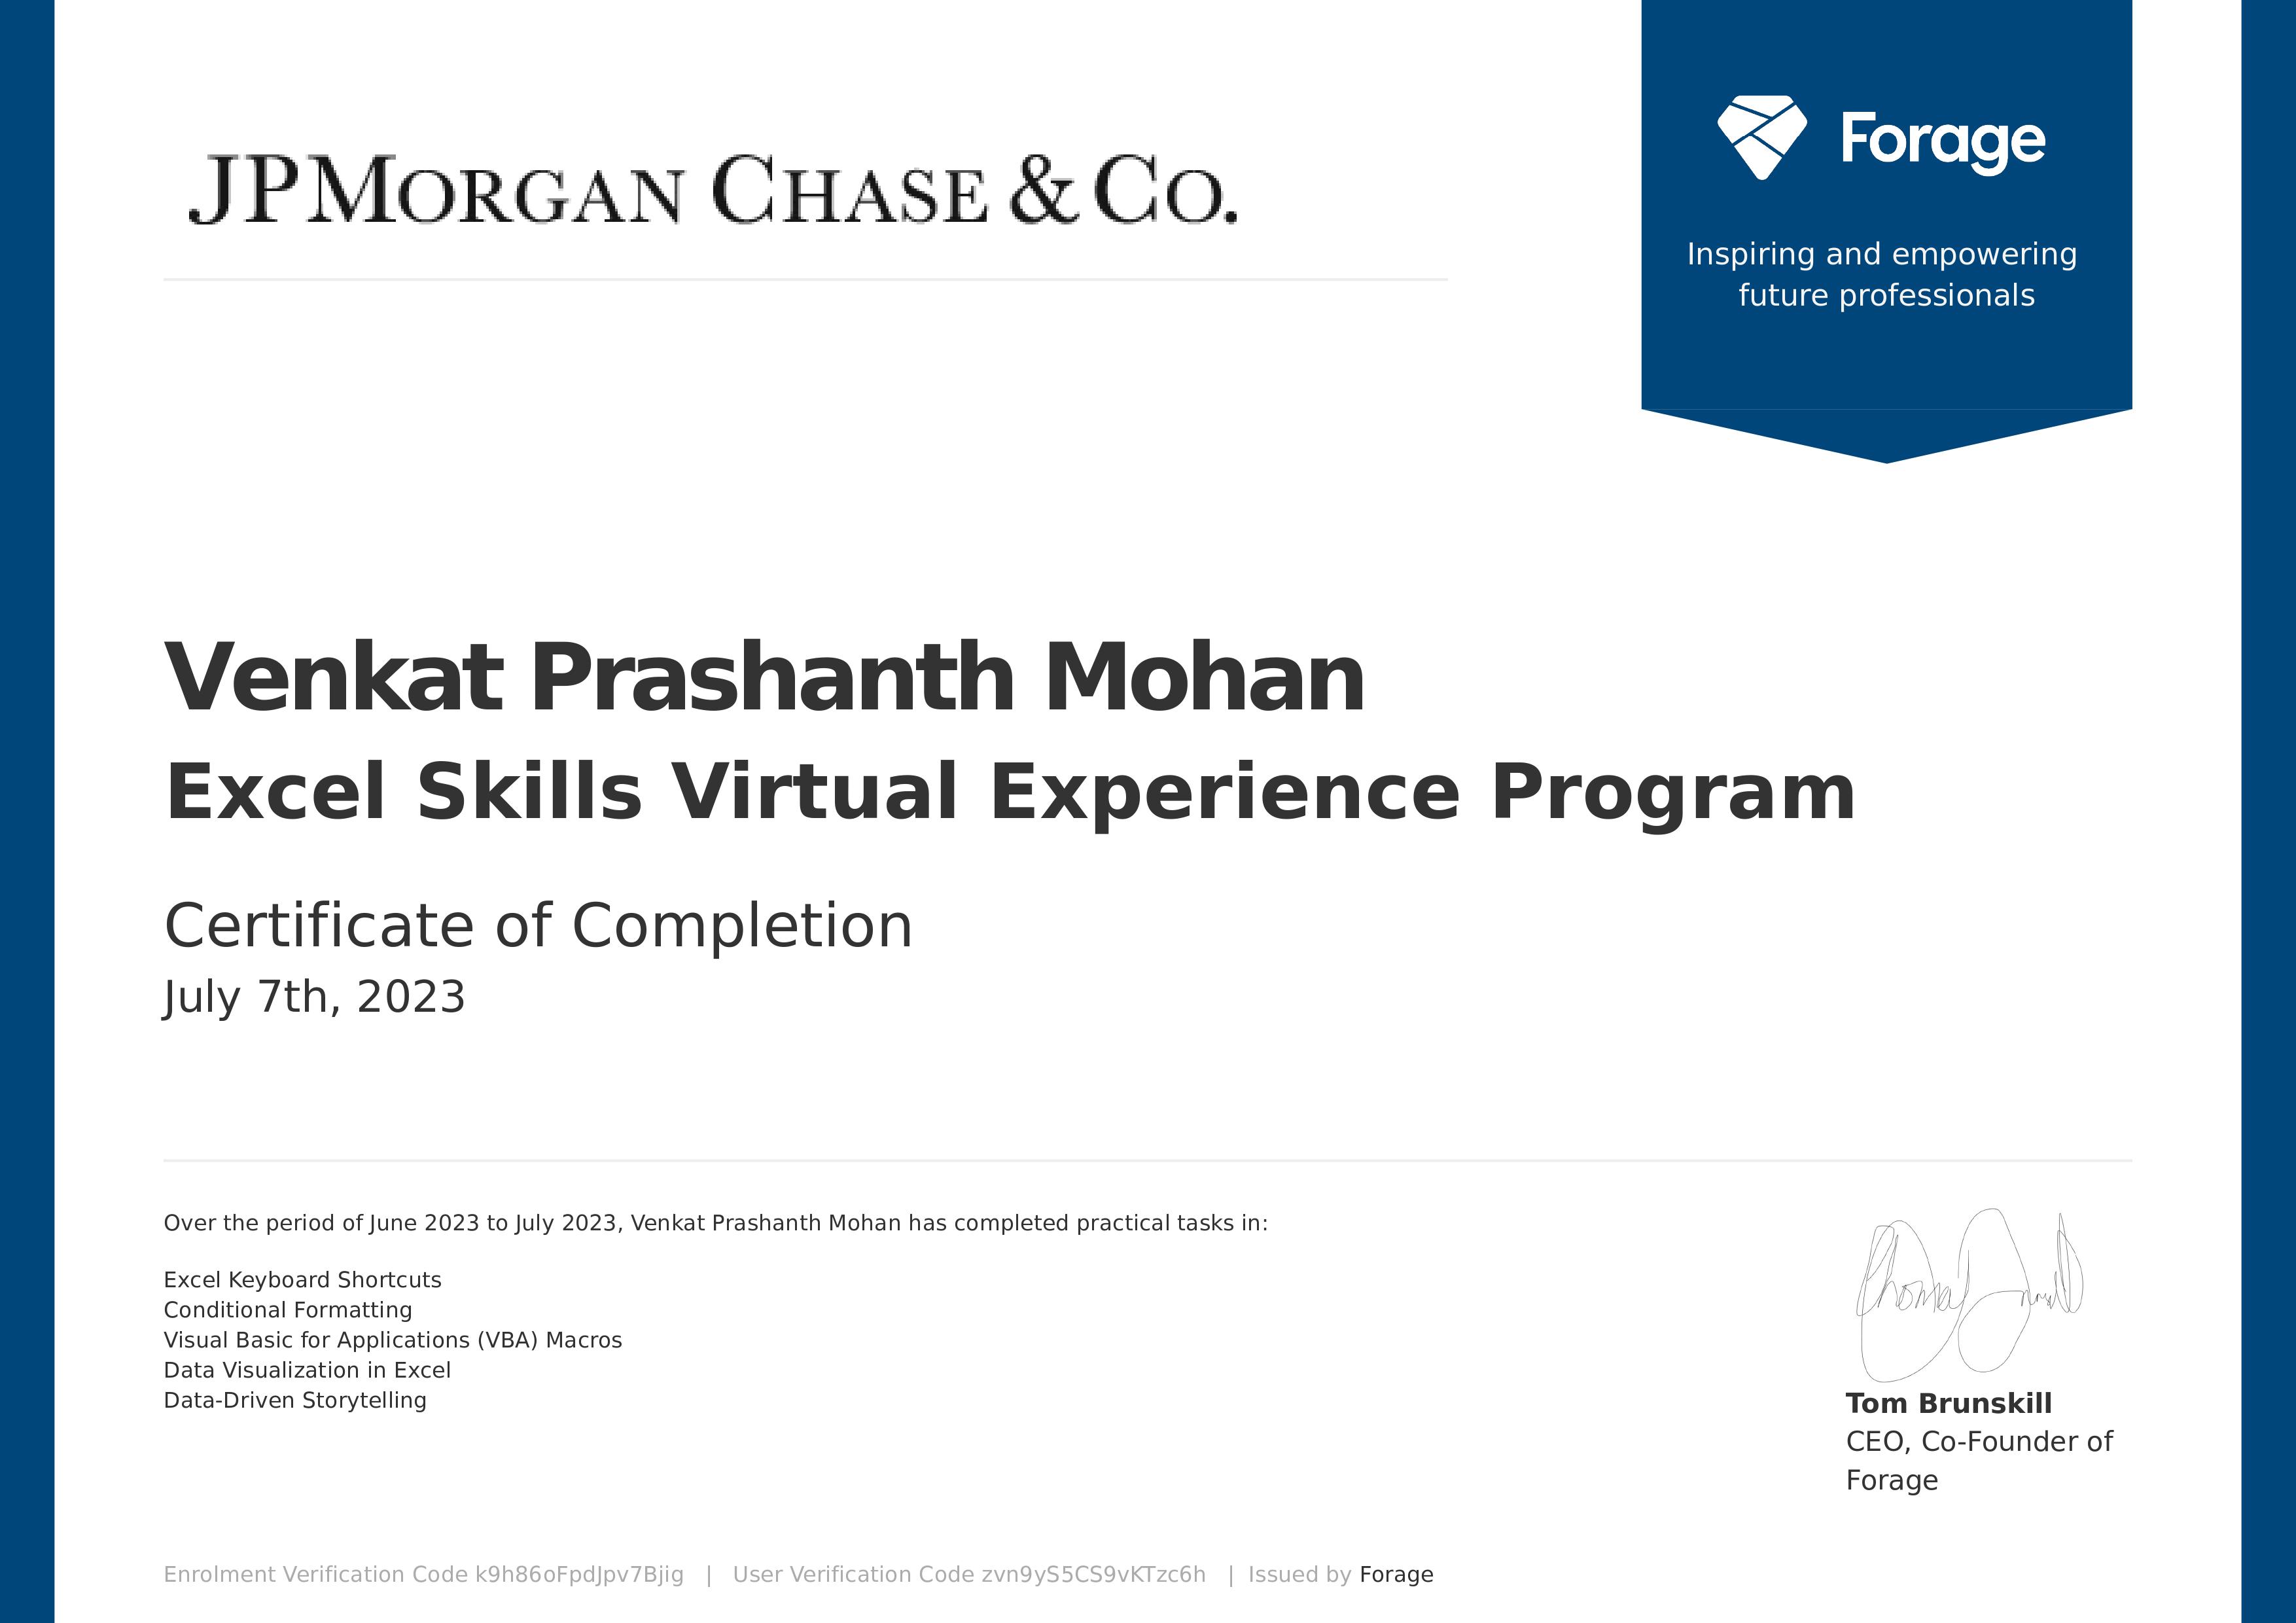 JPMORGAN CHASE & CO.
Forage
Inspiring and empowering
future professionals
Venkat Prashanth Mohan
Excel Skills Virtual Experience Program
Certificate of Completion
July 7th, 2023
Over the period of June 2023 to July 2023, Venkat Prashanth Mohan has completed practical tasks in:
Excel Keyboard Shortcuts
Conditional Formatting
Visual Basic for Applications (VBA) Macros
Data Visualization in Excel
Data-Driven Storytelling
Tom Brunskill
CEO, Co-Founder of
Forage
Enrolment Verification Code k9h86oFpdJpv7Bjig | User Verification Code zvn9yS5CS9vKTzc6h | Issued by Forage